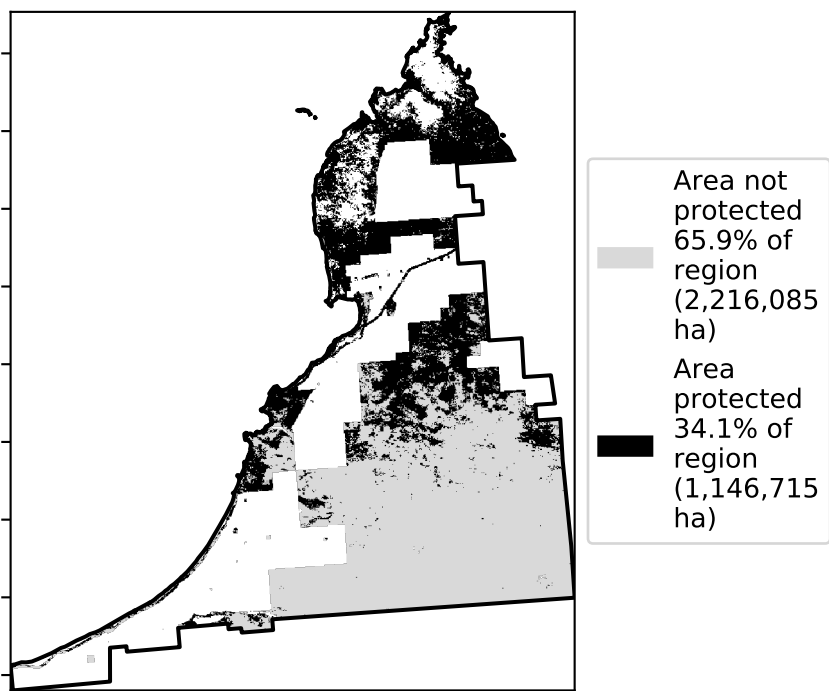 Area not
protected
65.9% of
region
(2,216,085
ha)
Area
protected
34.1% of
region
(1,146,715
ha)